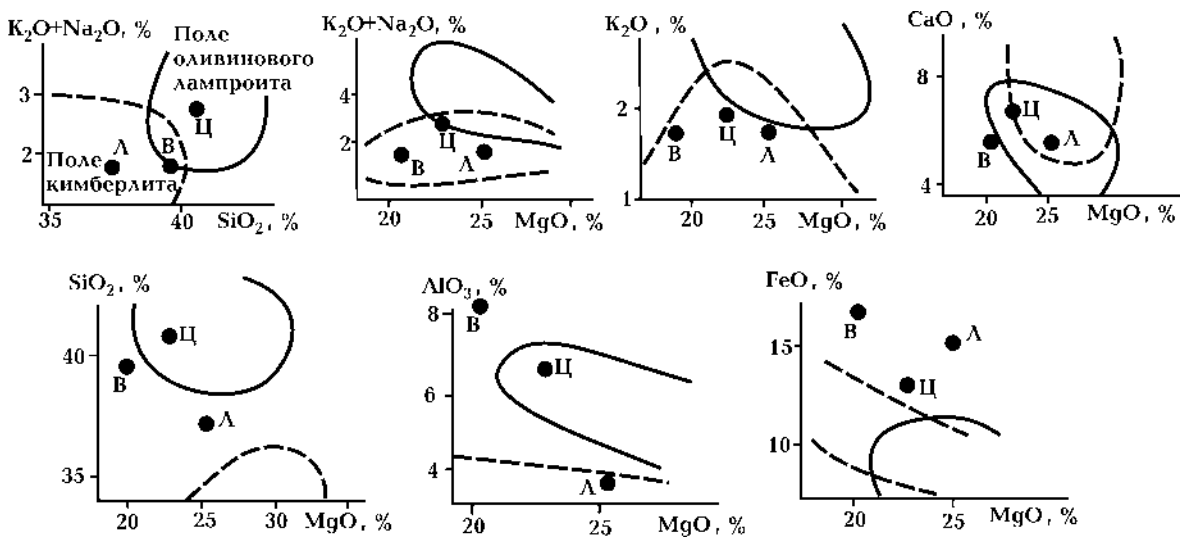 K₂O+Na₂O, %
Поле
оливинового
лампроита
3
2
Ц
Л
В
Поле
кимберлита
35
40
SiO₂, %
K₂O+Na₂O, %
4
2
Ц
В
Л
20
25
MgO, %
K₂O, %
2
1
Ц
В
Л
20
25
MgO, %
CaO, %
8
4
Ц
В
Л
20
25
MgO, %
SiO₂, %
40
35
Ц
В
Л
20
25
30
MgO, %
AlO₃, %
8
6
4
В
Ц
Л
20
25
MgO, %
FeO, %
15
10
В
Л
Ц
20
25
MgO, %